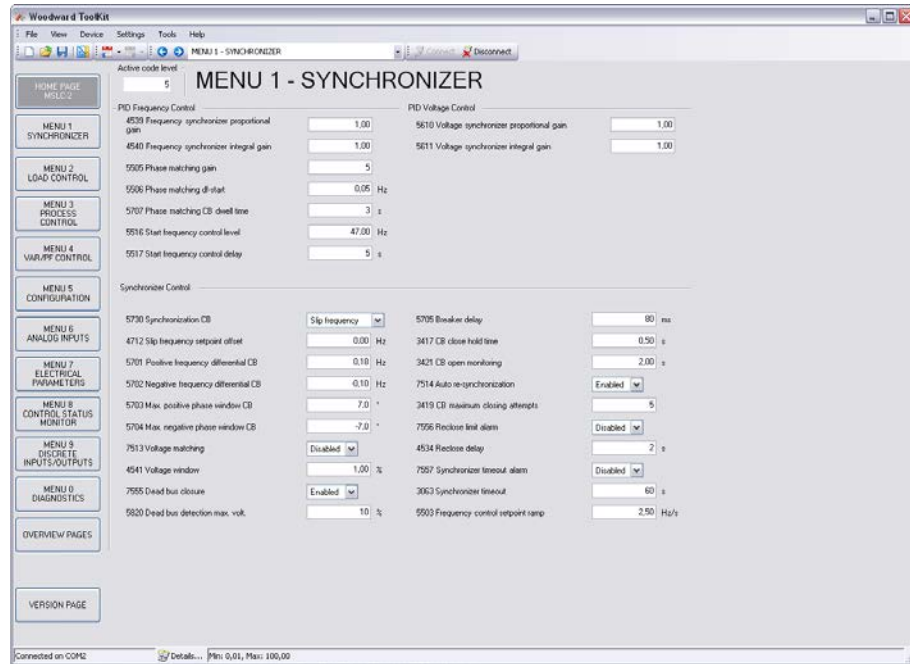 Woodward ToolKit
File View Device Settings Tools Help
MENU 1 - SYNCHRONIZER Connect Disconnect
Active code level
5
MENU 1 - SYNCHRONIZER
HOME PAGE
MSLC-2
MENU 1
SYNCHRONIZER
MENU 2
LOAD CONTROL
MENU 3
PROCESS
CONTROL
MENU 4
VAR/PF CONTROL
MENU 5
CONFIGURATION
MENU 6
ANALOG INPUTS
MENU 7
ELECTRICAL
PARAMETERS
MENU 8
CONTROL STATUS
MONITOR
MENU 9
DISCRETE
INPUTS/OUTPUTS
MENU 0
DIAGNOSTICS
OVERVIEW PAGES
VERSION PAGE
PID Frequency Control
4539 Frequency synchronizer proportional
gain 1,00
4540 Frequency synchronizer integral gain 1,00
5505 Phase matching gain 5
5506 Phase matching df-start 0,05 Hz
5707 Phase matching CB dwell time 3 s
5516 Start frequency control level 47,00 Hz
5517 Start frequency control delay 5 s
PID Voltage Control
5610 Voltage synchronizer proportional gain 1,00
5611 Voltage synchronizer integral gain 1,00
Synchronizer Control
5730 Synchronization CB Slip frequency
4712 Slip frequency setpoint offset 0,00 Hz
5701 Positive frequency differential CB 0,10 Hz
5702 Negative frequency differential CB -0,10 Hz
5703 Max. positive phase window CB 7.0 °
5704 Max. negative phase window CB -7.0 °
7513 Voltage matching Disabled
4541 Voltage window 1,00 %
7555 Dead bus closure Enabled
5820 Dead bus detection max. volt. 10 %
5705 Breaker delay 80 ms
3417 CB close hold time 0,50 s
3421 CB open monitoring 2,00 s
7514 Auto re-synchronization Enabled
3419 CB maximum closing attempts 5
7556 Reclose limit alarm Disabled
4534 Reclose delay 2 s
7557 Synchronizer timeout alarm Disabled
3063 Synchronizer timeout 60 s
5503 Frequency control setpoint ramp 2,50 Hz/s
Connected on COM2 Details... Min: 0,01, Max: 100,00